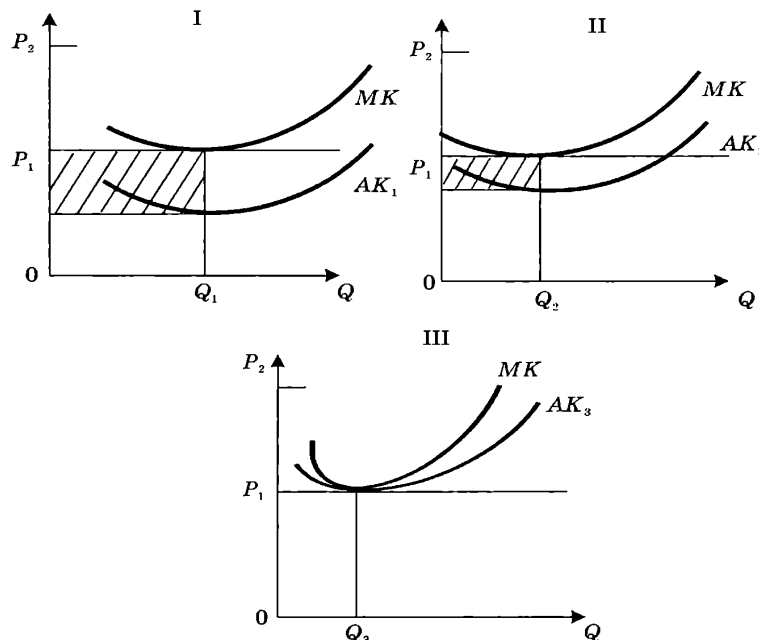 I
P₂
MK
P₁
AK₁
0
Q₁
Q
II
P₂
MK
P₁
AK
0
Q₂
Q
III
P₂
MK
AK₃
P₁
0
Q₃
Q